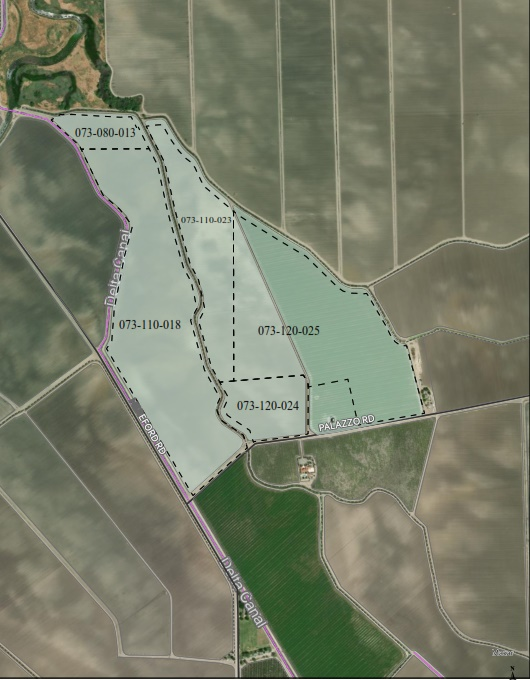 073-080-013
073-110-023
Delta Canal
073-110-018
073-120-025
073-120-024
PALAZZO RD
EFORD RD
Delta Canal